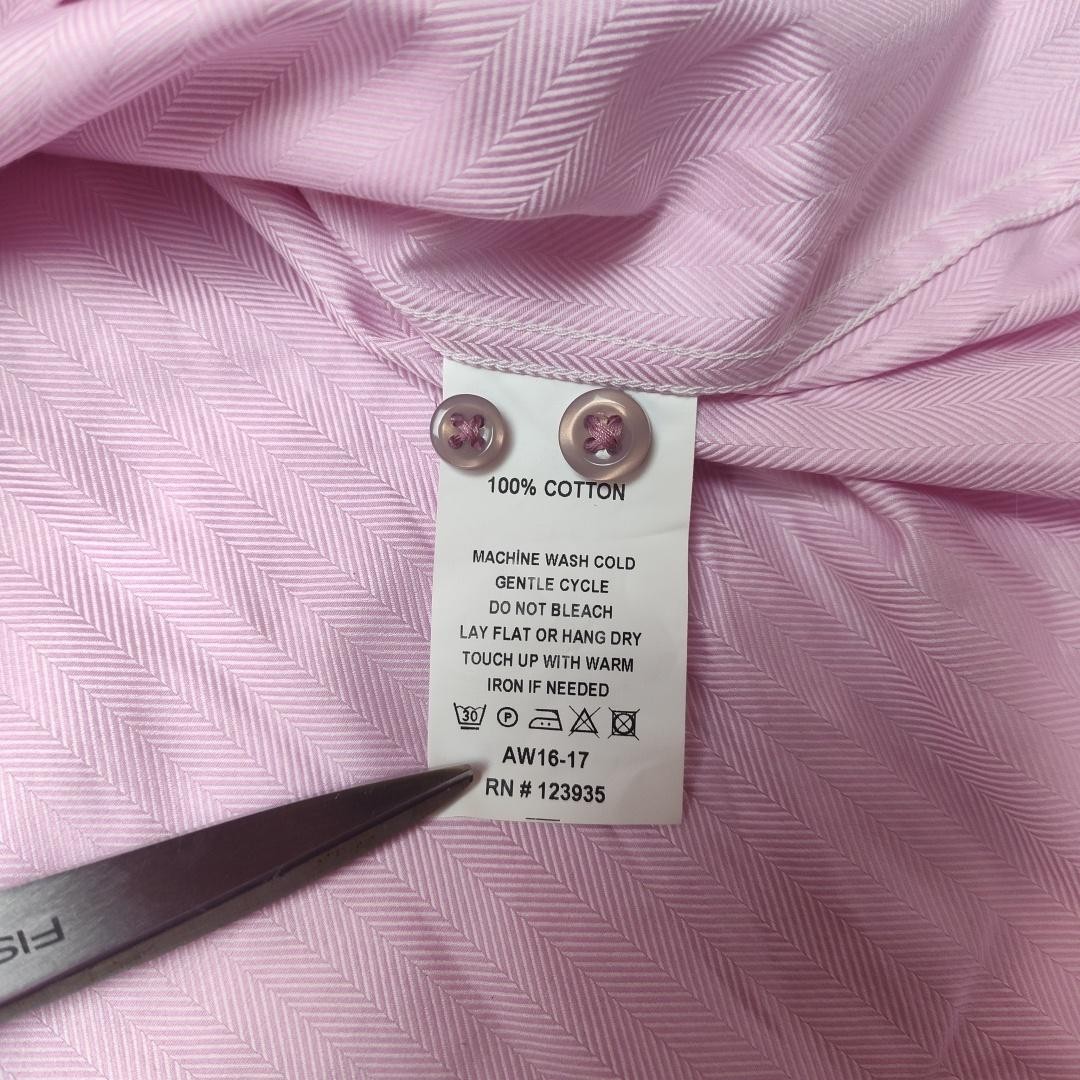 100% COTTON
MACHİNE WASH COLD
GENTLE CYCLE
DO NOT BLEACH
LAY FLAT OR HANG DRY
TOUCH UP WITH WARM
IRON IF NEEDED
30 P
AW16-17
RN # 123935
FIS